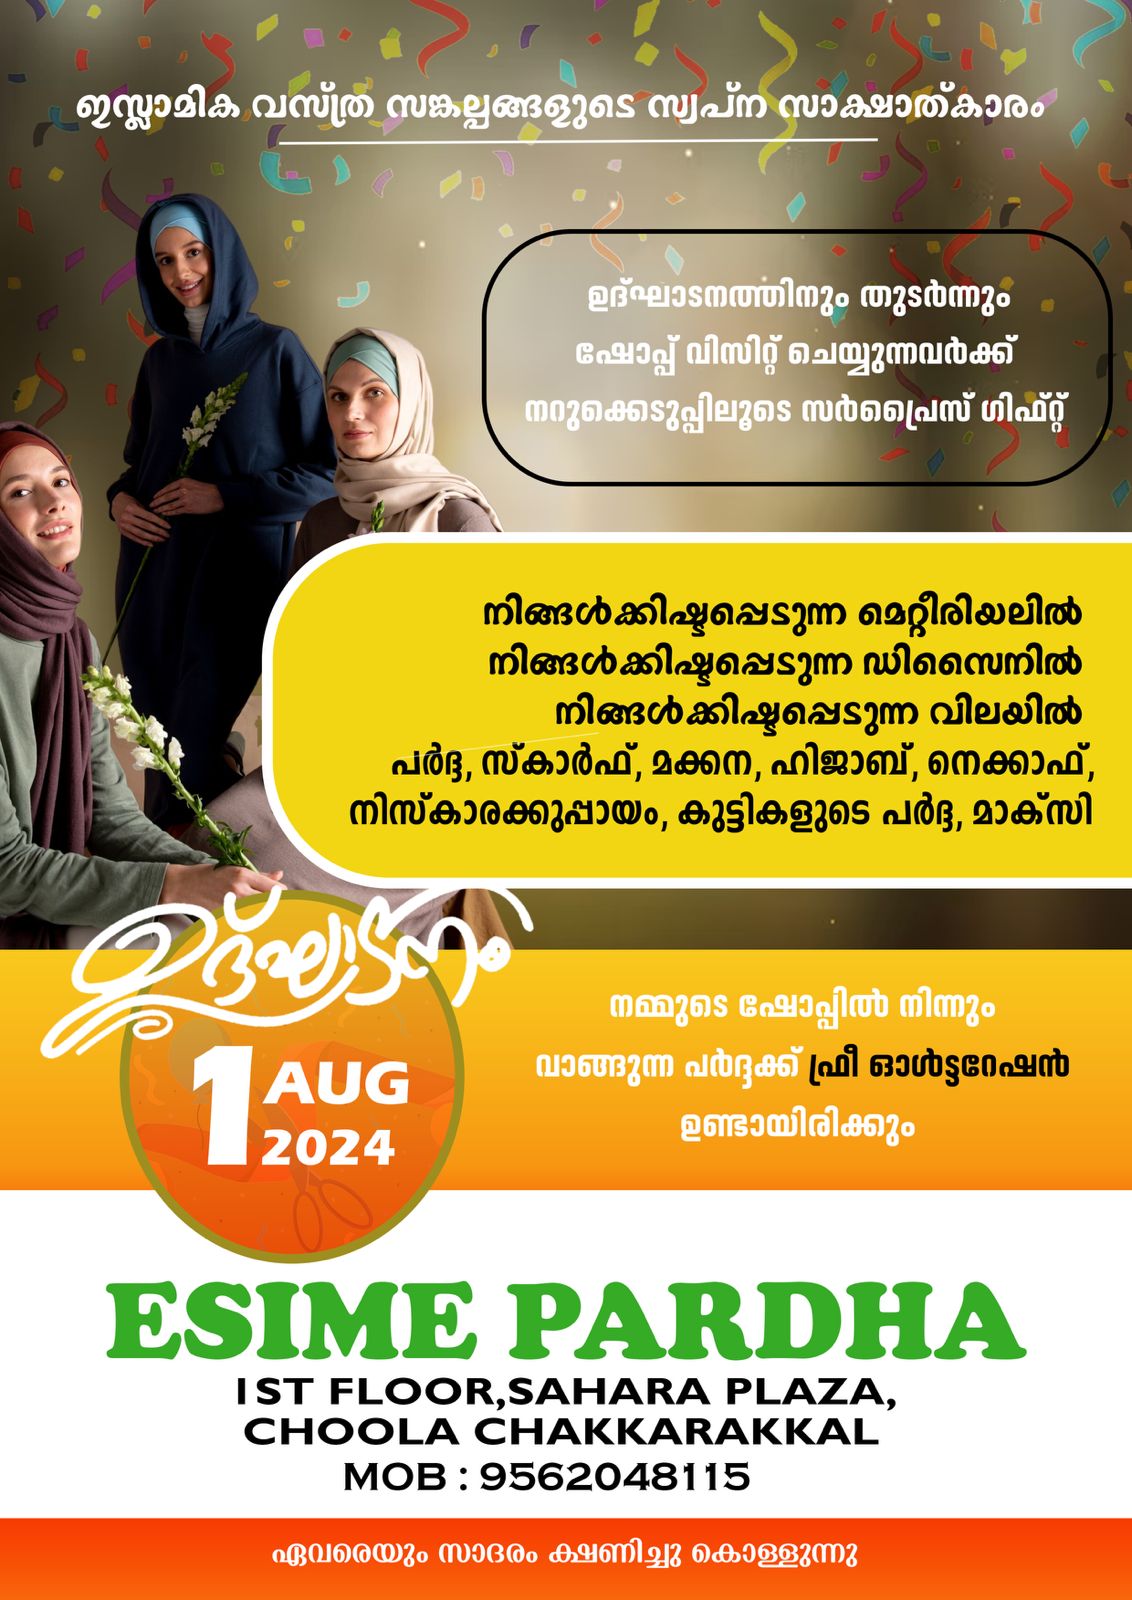 ഇസ്ലാമിക വസ്ത്ര സങ്കല്പങ്ങളുടെ സ്വപ്ന സാക്ഷാത്കാരം
ഉദ്ഘാടനത്തിനും തുടർന്നും
ഷോപ്പ് വിസിറ്റ് ചെയ്യുന്നവർക്ക്
നറുക്കെടുപ്പിലൂടെ സർപ്രൈസ് ഗിഫ്റ്റ്
നിങ്ങൾക്കിഷ്ടപ്പെടുന്ന മെറ്റീരിയലിൽ
നിങ്ങൾക്കിഷ്ടപ്പെടുന്ന ഡിസൈനിൽ
നിങ്ങൾക്കിഷ്ടപ്പെടുന്ന വിലയിൽ
പർദ്ദ, സ്കാർഫ്, മക്കന, ഹിജാബ്, നെക്കാഫ്,
നിസ്കാരക്കുപ്പായം, കുട്ടികളുടെ പർദ്ദ, മാക്സി
ഉദ്ഘാടനം
1 AUG
2024
നമ്മുടെ ഷോപ്പിൽ നിന്നും
വാങ്ങുന്ന പർദ്ദക്ക് ഫ്രീ ഓൾട്ടറേഷൻ
ഉണ്ടായിരിക്കും
ESIME PARDHA
1ST FLOOR,SAHARA PLAZA,
CHOOLA CHAKKARAKKAL
MOB : 9562048115
ഏവരെയും സാദരം ക്ഷണിച്ചു കൊള്ളുന്നു